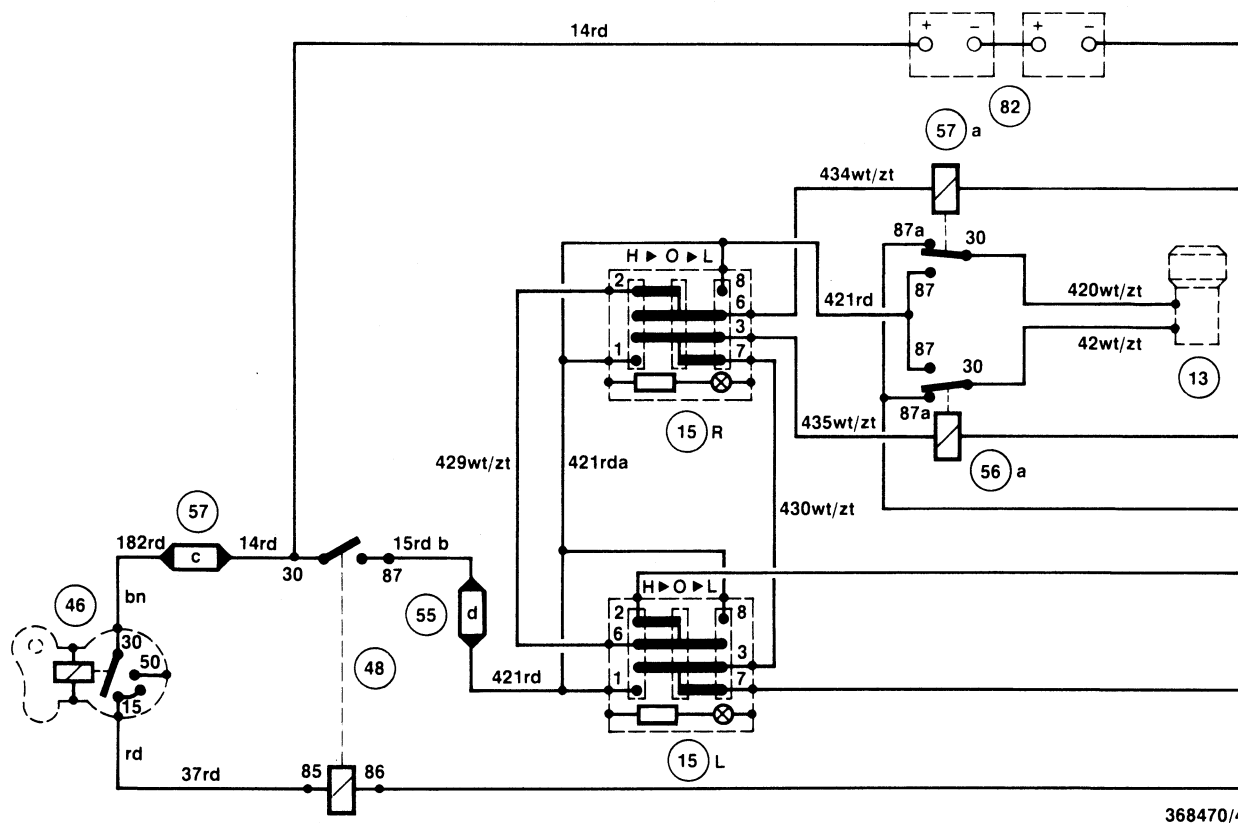 14rd
+ − + −
82
57 a
434wt/zt
87a 30
H ▸ O ▸ L
2 8
6
3
1 7
87
421rd
420wt/zt
87
42wt/zt
30
13
87a
15 R
435wt/zt
429wt/zt
421rda
56 a
430wt/zt
57
182rd c 14rd
30
15rd b
87
H ▸ O ▸ L
bn
46
55 d
2 8
6
3
1 7
30
50
15
48
421rd
rd
15 L
37rd
85 86
368470/4